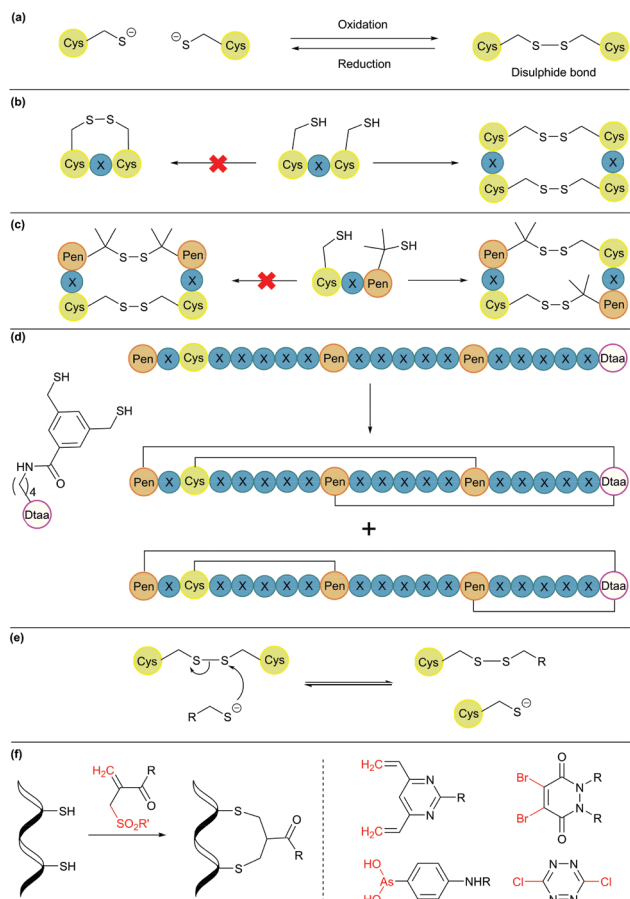 (a)
Cys S⊖ ⊖S Cys Oxidation Reduction Cys S S Cys
Disulphide bond
(b)
S S
Cys X Cys
SH SH
Cys X Cys
Cys S S Cys
X X
Cys S S Cys
(c)
Pen S S Pen
X X
Cys S S Cys
SH SH
Cys X Pen
Pen S S Cys
X X
Cys S S Pen
(d)
Pen X Cys X X X X X Pen X X X X X Pen X X X X X Dtaa
SH
SH
HN
O
4
Dtaa
Pen X Cys X X X X X Pen X X X X X Pen X X X X X Dtaa
+
Pen X Cys X X X X X Pen X X X X X Pen X X X X X Dtaa
(e)
Cys S S Cys
R S⊖
Cys S S R
Cys S⊖
(f)
SH
SH
H2C R
O
SO2R'
S
S
O
R
H2C
N
N
R
H2C
O
Br N R
Br N R
O
HO
As
HO
NHR
N N
Cl Cl
N N